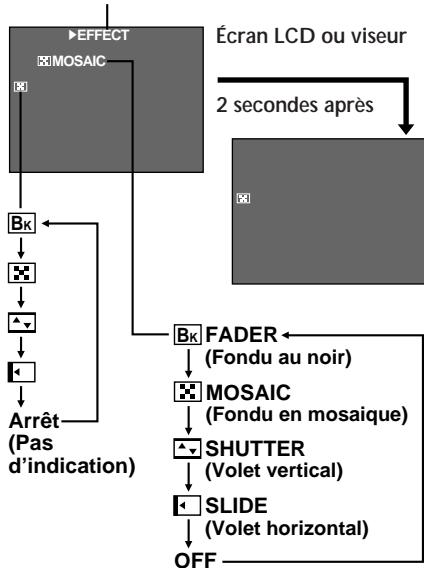 ▶EFFECT
MOSAIC
Écran LCD ou viseur
2 secondes après
BK
Arrêt
(Pas
d'indication)
BK FADER
(Fondu au noir)
MOSAIC
(Fondu en mosaique)
SHUTTER
(Volet vertical)
SLIDE
(Volet horizontal)
OFF